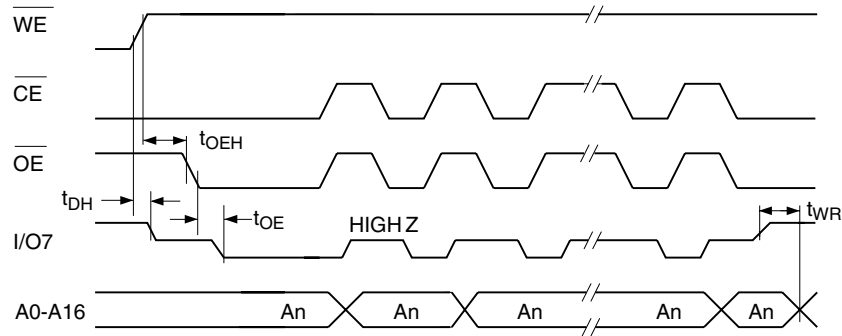 WE
CE
tOEH
OE
tDH
tOE
HIGH Z
tWR
I/O7
A0-A16
An
An
An
An
An